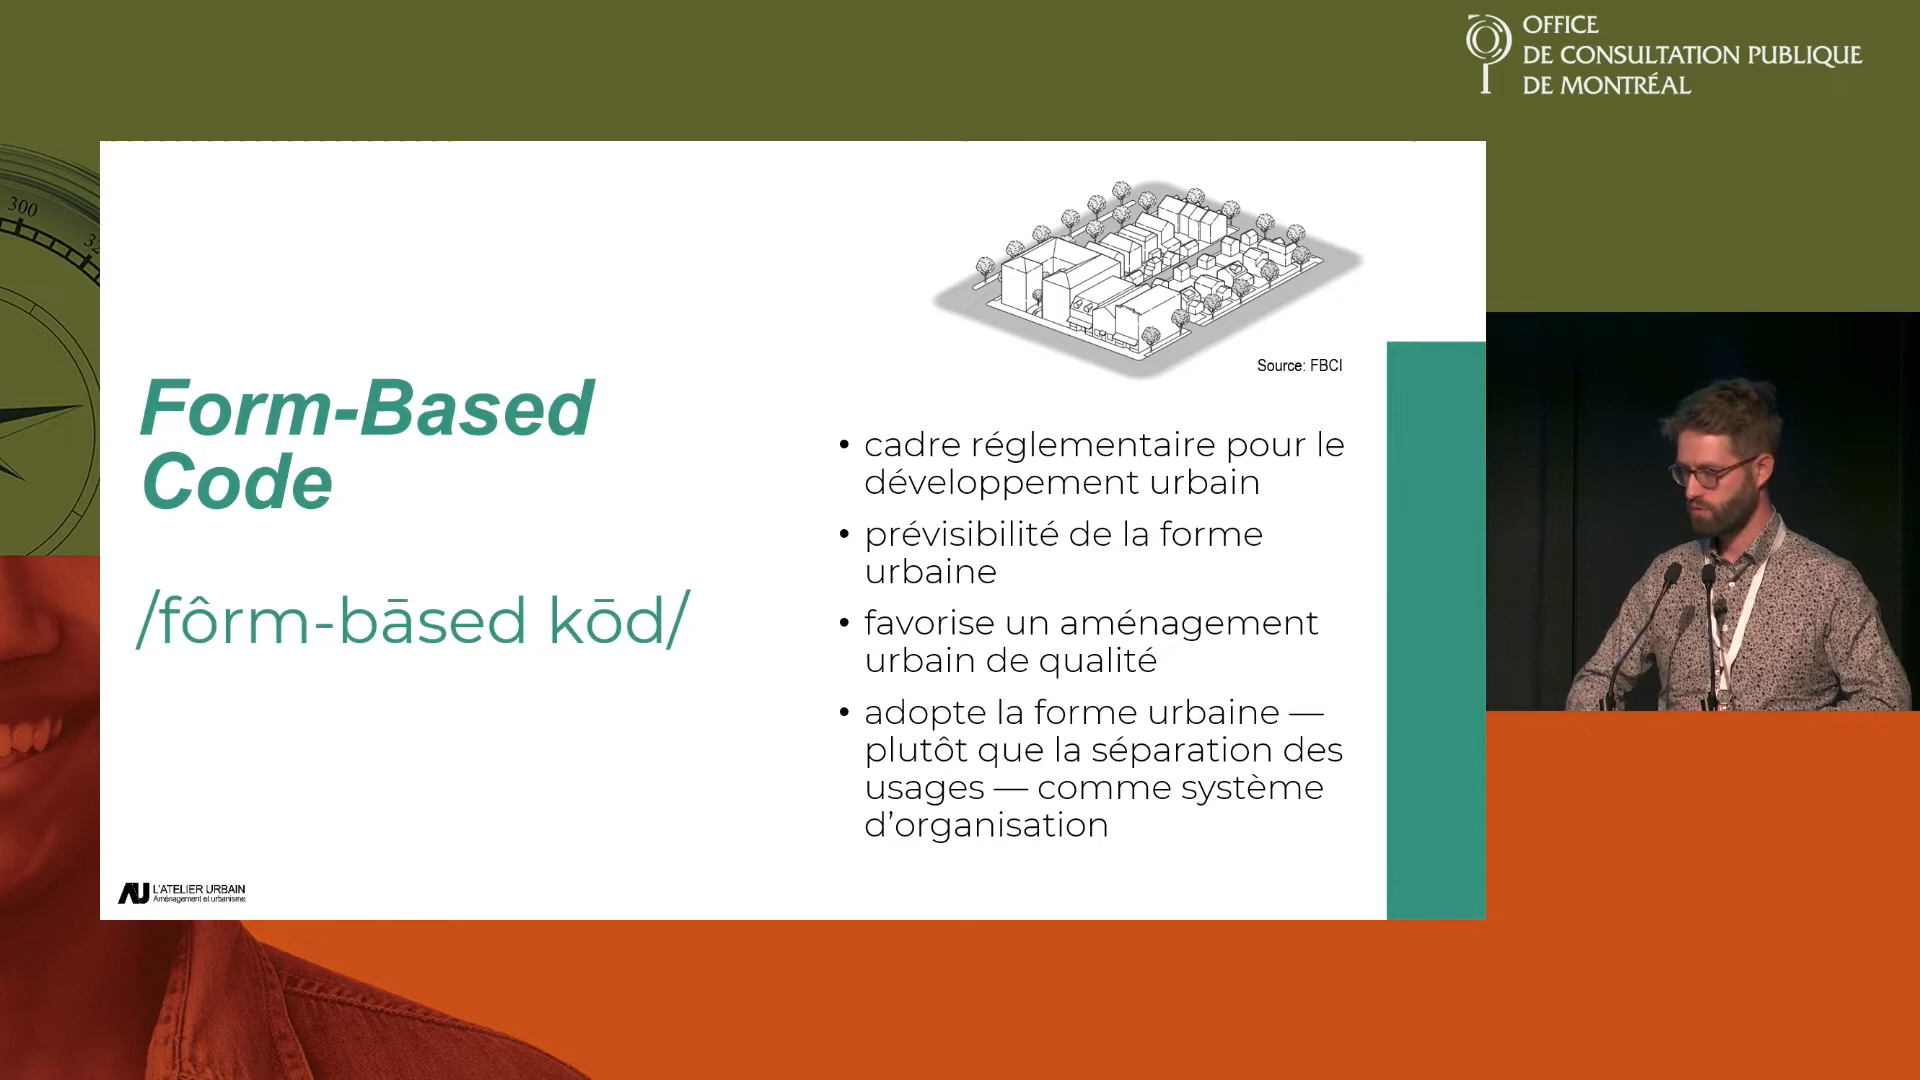 OFFICE
DE CONSULTATION PUBLIQUE
DE MONTRÉAL
300
32
Source: FBCI
Form-Based
Code
/fôrm-bāsed kōd/
• cadre réglementaire pour le
développement urbain
• prévisibilité de la forme
urbaine
• favorise un aménagement
urbain de qualité
• adopte la forme urbaine —
plutôt que la séparation des
usages — comme système
d'organisation
AU L'ATELIER URBAIN
Aménagement et urbanisme